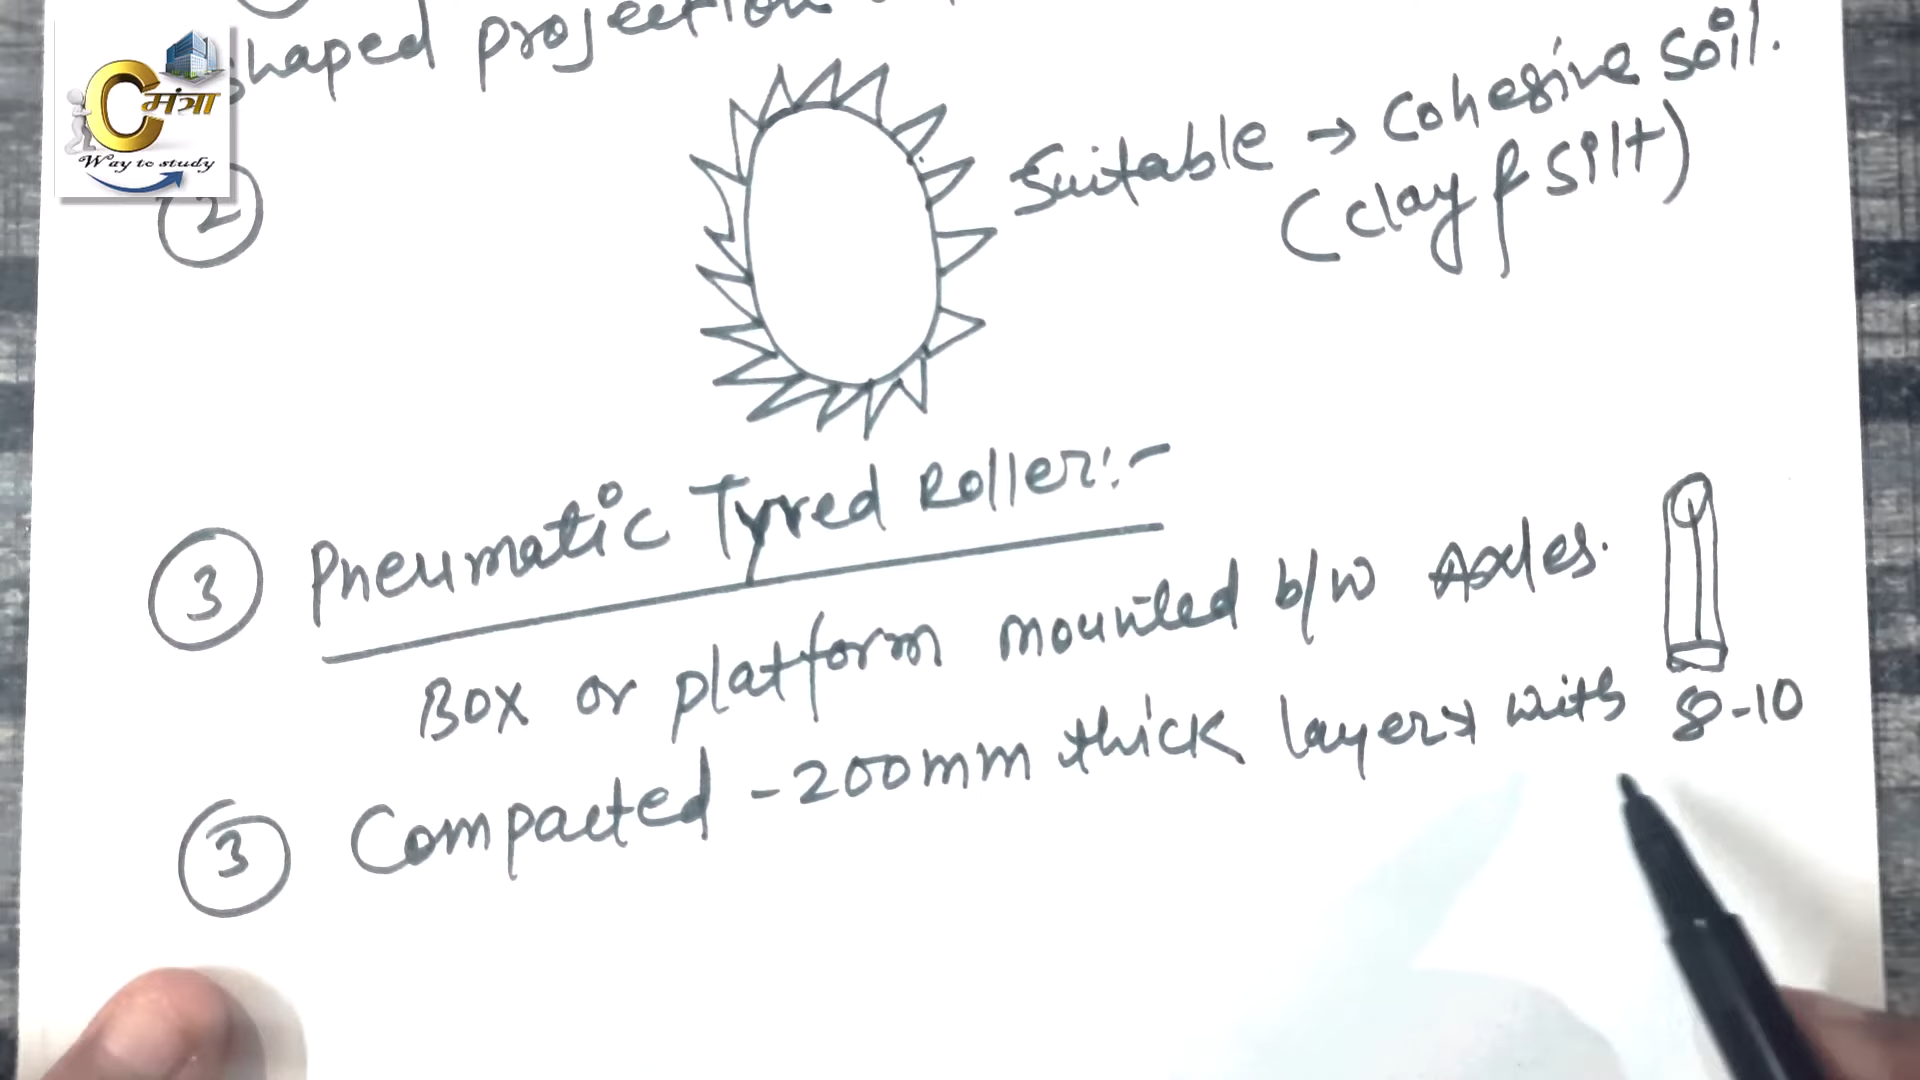 shaped projection
C मंत्रा
Way to study
2
Suitable → Cohesive soil.
(clay & silt)
3 Pneumatic Tyred Roller:-
Box or platform mounted b/w Axles.
3 Compacted - 200mm thick layers with 8-10